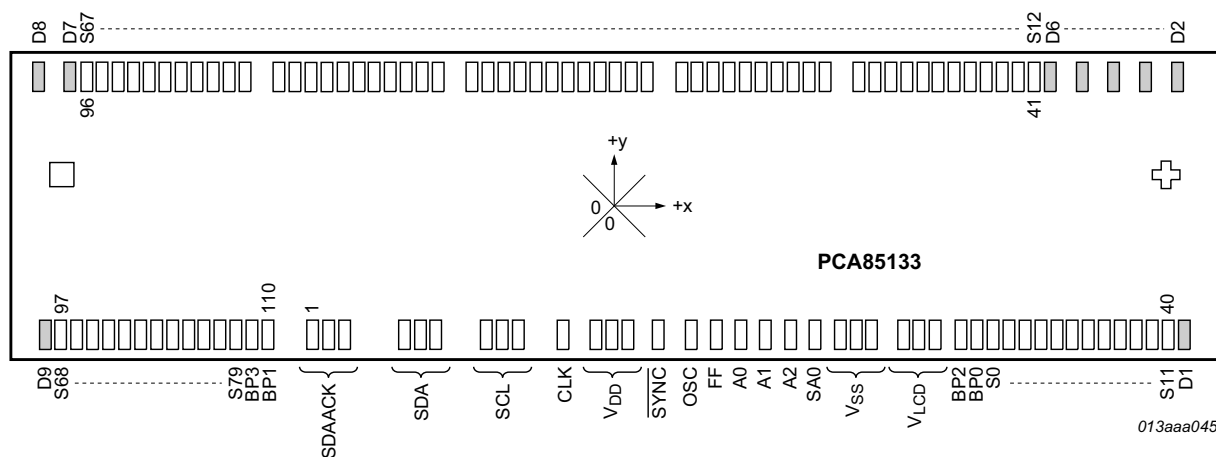 D8 D7 S67 S12 D6 D2
96 41
+y
0 +x
0
PCA85133
97 110 1 40
D9 S68 S79 BP3 BP1 SDAACK SDA SCL CLK VDD SYNC OSC FF A0 A1 A2 SA0 VSS VLCD BP2 BP0 S0 S11 D1
013aaa045